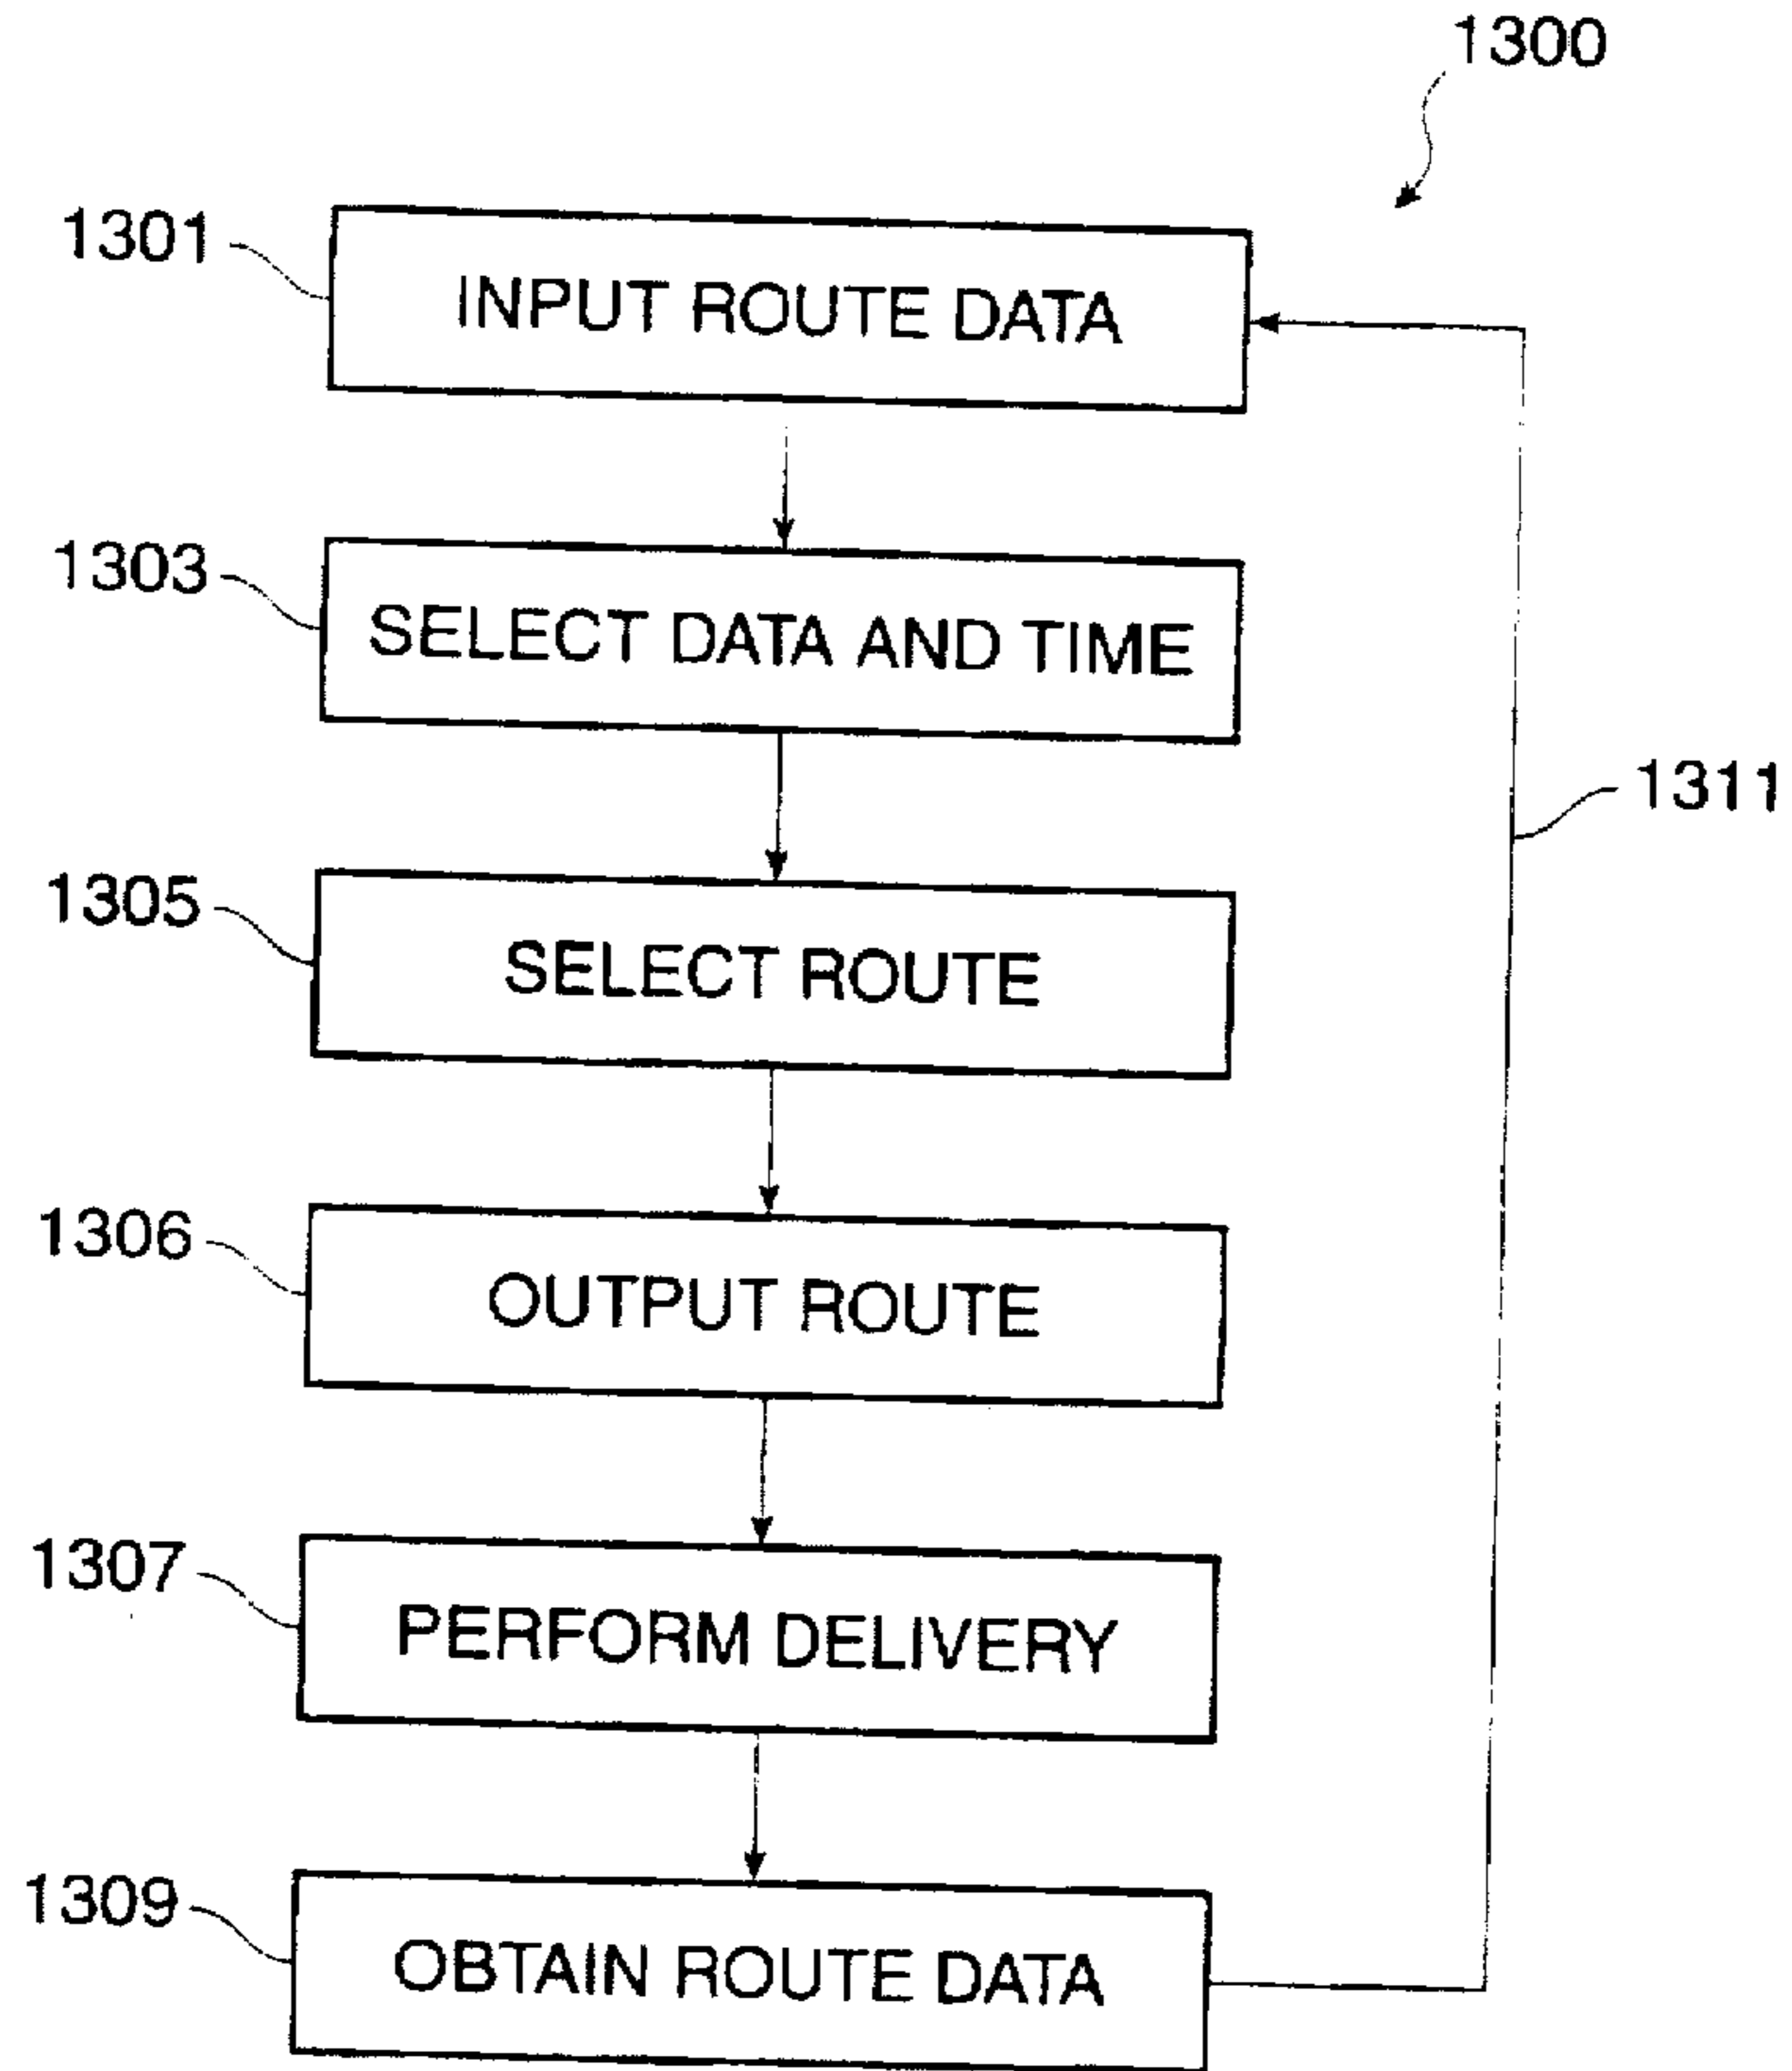 1300
1301
INPUT ROUTE DATA
1303
SELECT DATA AND TIME
1311
1305
SELECT ROUTE
1306
OUTPUT ROUTE
1307
PERFORM DELIVERY
1309
OBTAIN ROUTE DATA